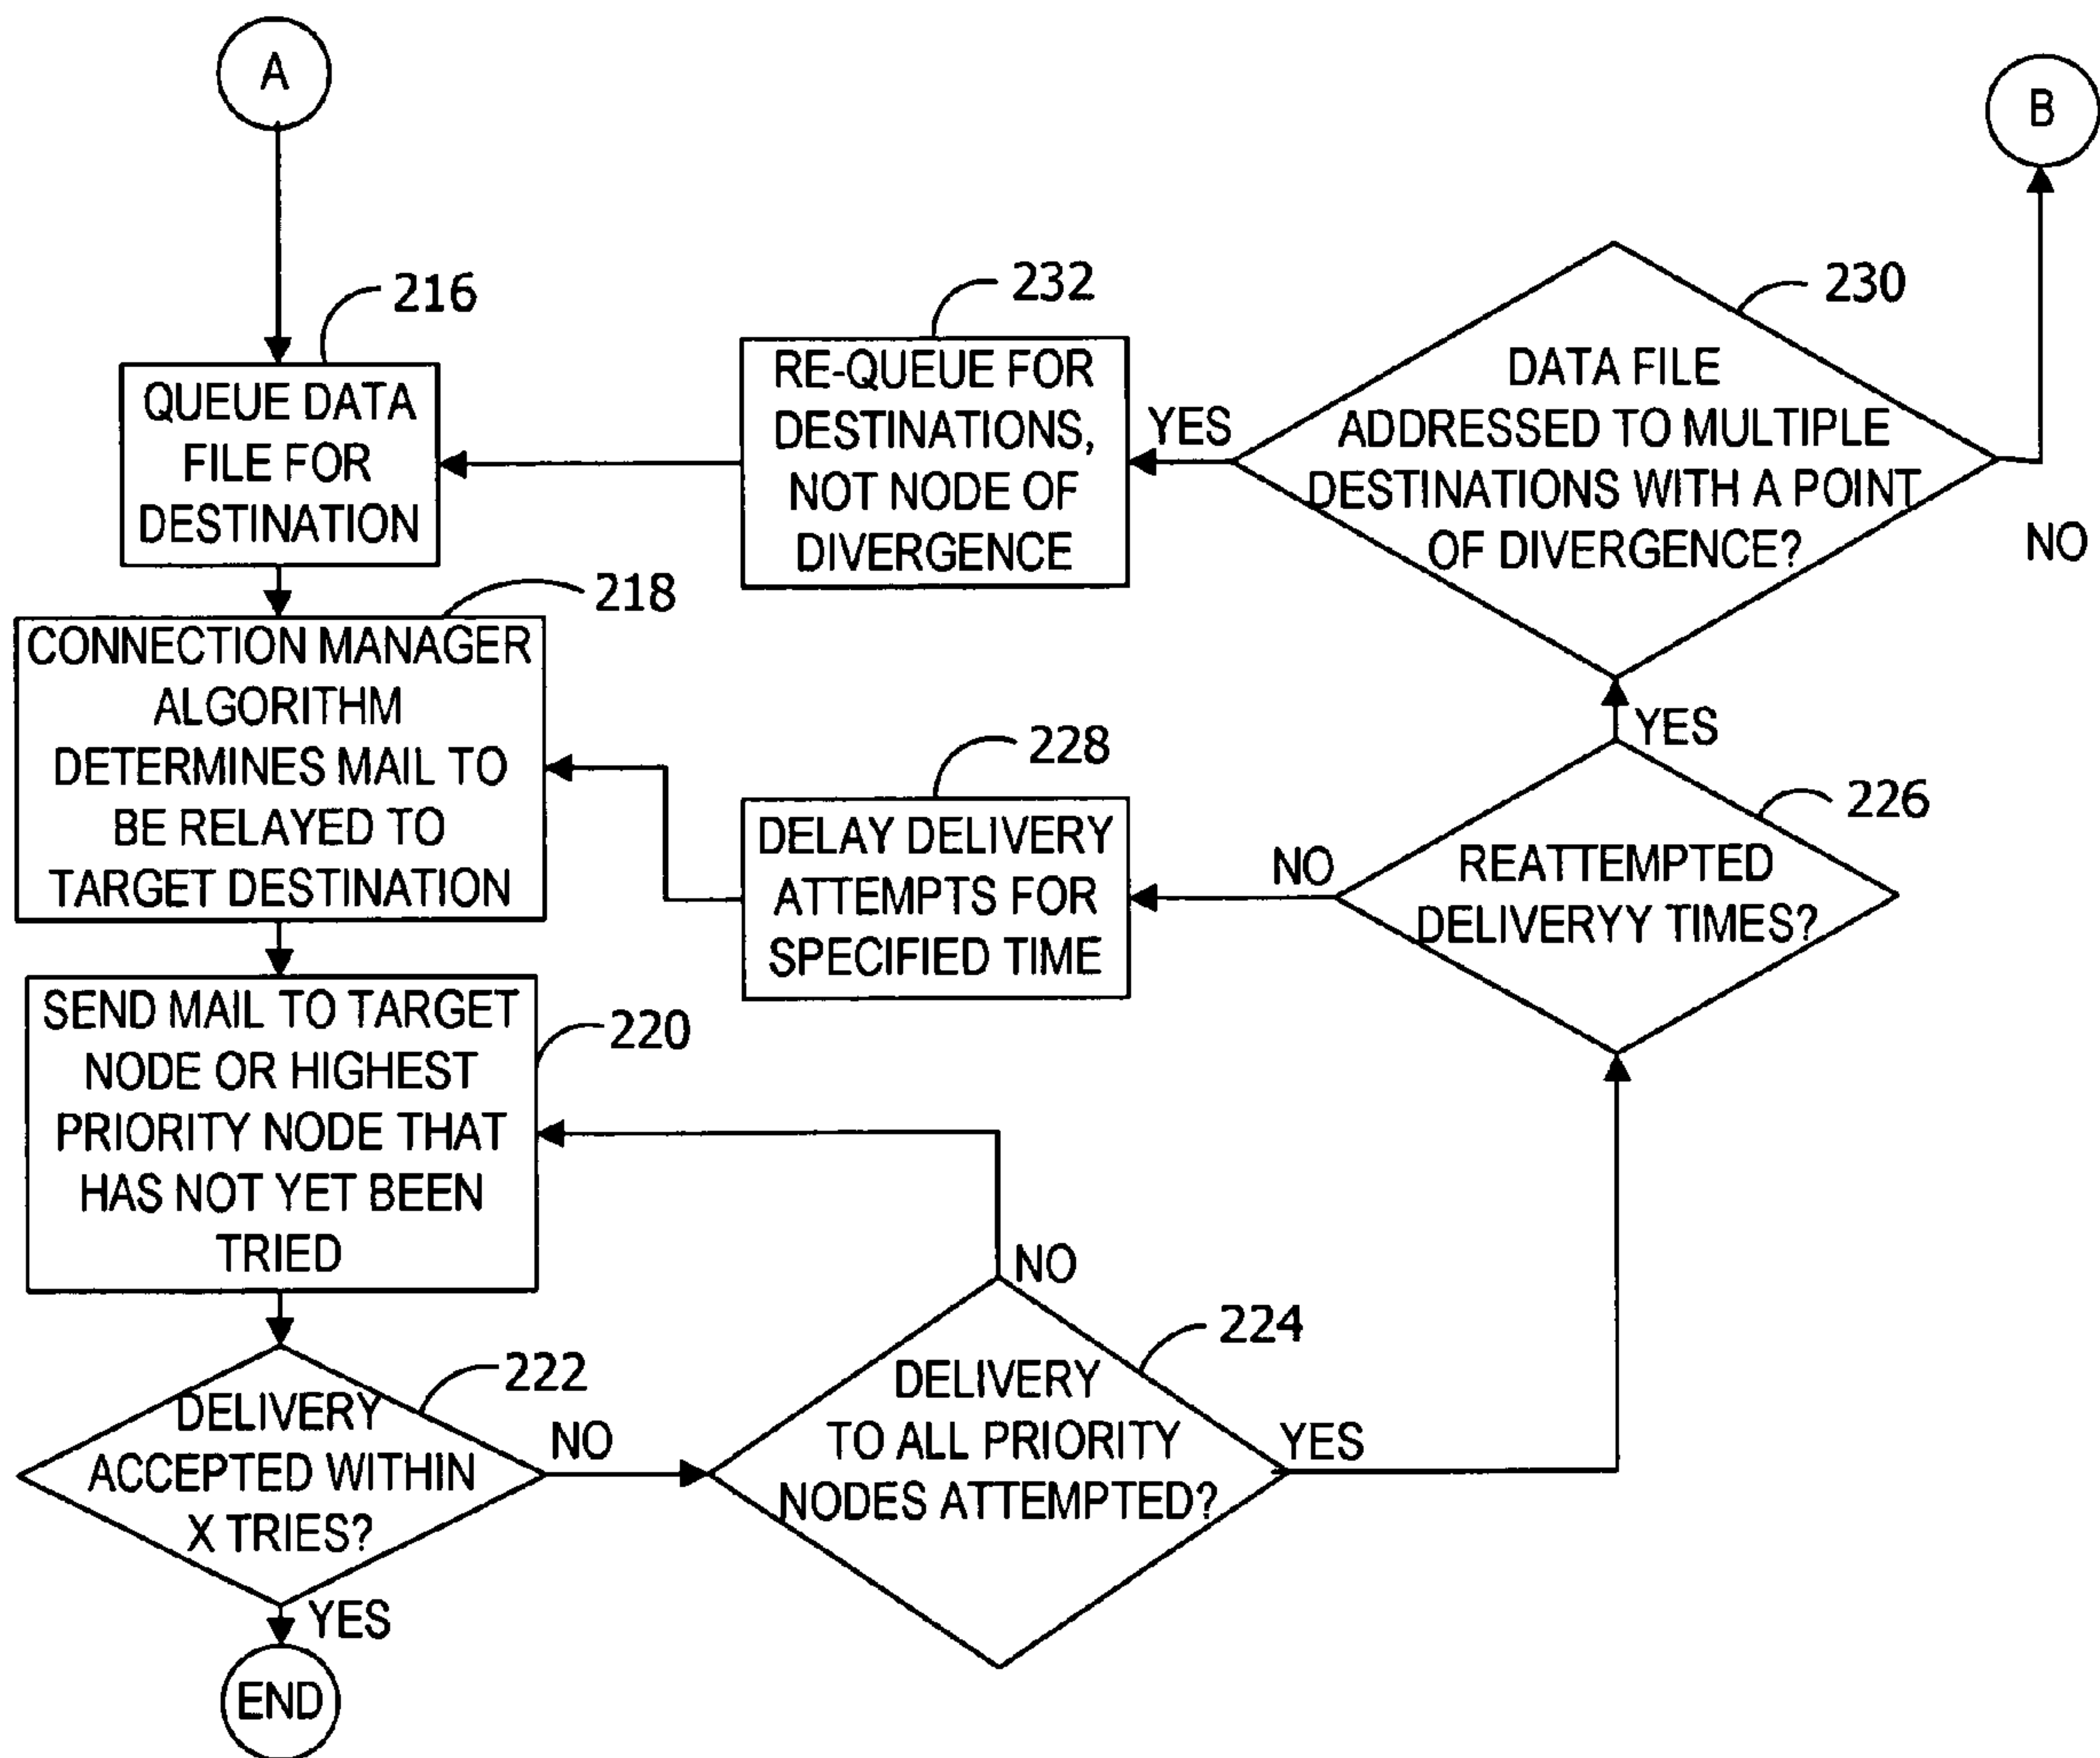 A
B
216
QUEUE DATA
FILE FOR
DESTINATION
232
RE-QUEUE FOR
DESTINATIONS,
NOT NODE OF
DIVERGENCE
YES
230
DATA FILE
ADDRESSED TO MULTIPLE
DESTINATIONS WITH A POINT
OF DIVERGENCE?
NO
218
CONNECTION MANAGER
ALGORITHM
DETERMINES MAIL TO
BE RELAYED TO
TARGET DESTINATION
228
DELAY DELIVERY
ATTEMPTS FOR
SPECIFIED TIME
NO
YES
226
REATTEMPTED
DELIVERYY TIMES?
220
SEND MAIL TO TARGET
NODE OR HIGHEST
PRIORITY NODE THAT
HAS NOT YET BEEN
TRIED
222
DELIVERY
ACCEPTED WITHIN
X TRIES?
NO
YES
END
NO
224
DELIVERY
TO ALL PRIORITY
NODES ATTEMPTED?
YES